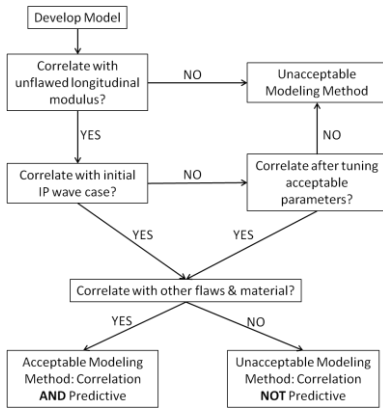 Develop Model
Correlate with
unflawed longitudinal
modulus?
NO
Unacceptable
Modeling Method
YES
NO
Correlate with initial
IP wave case?
NO
Correlate after tuning
acceptable
parameters?
YES
YES
Correlate with other flaws & material?
YES
NO
Acceptable Modeling
Method: Correlation
AND Predictive
Unacceptable Modeling
Method: Correlation
NOT Predictive